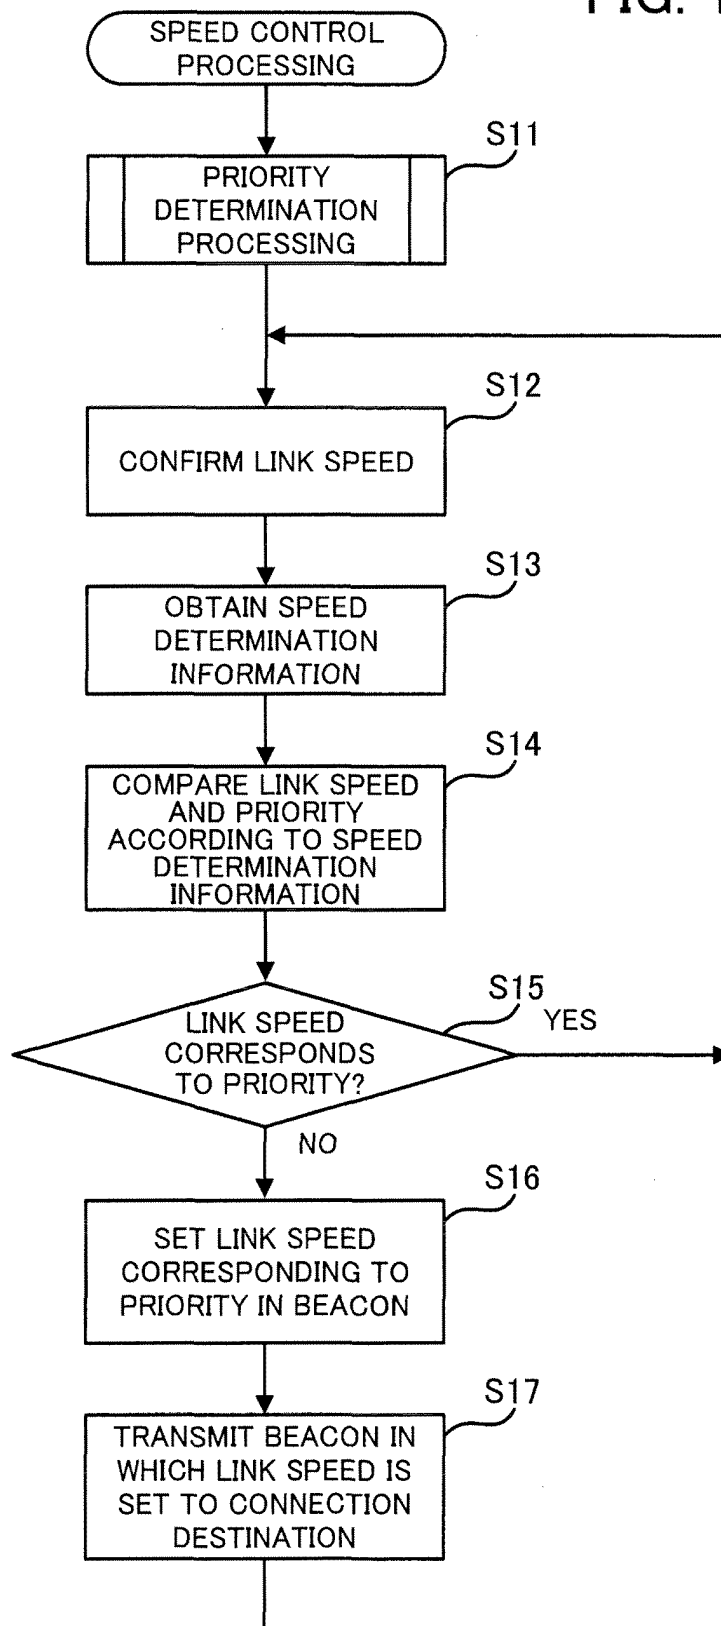 FIG.
SPEED CONTROL
PROCESSING
S11
PRIORITY
DETERMINATION
PROCESSING
S12
CONFIRM LINK SPEED
S13
OBTAIN SPEED
DETERMINATION
INFORMATION
S14
COMPARE LINK SPEED
AND PRIORITY
ACCORDING TO SPEED
DETERMINATION
INFORMATION
S15
LINK SPEED
CORRESPONDS
TO PRIORITY?
YES
NO
S16
SET LINK SPEED
CORRESPONDING TO
PRIORITY IN BEACON
S17
TRANSMIT BEACON IN
WHICH LINK SPEED IS
SET TO CONNECTION
DESTINATION